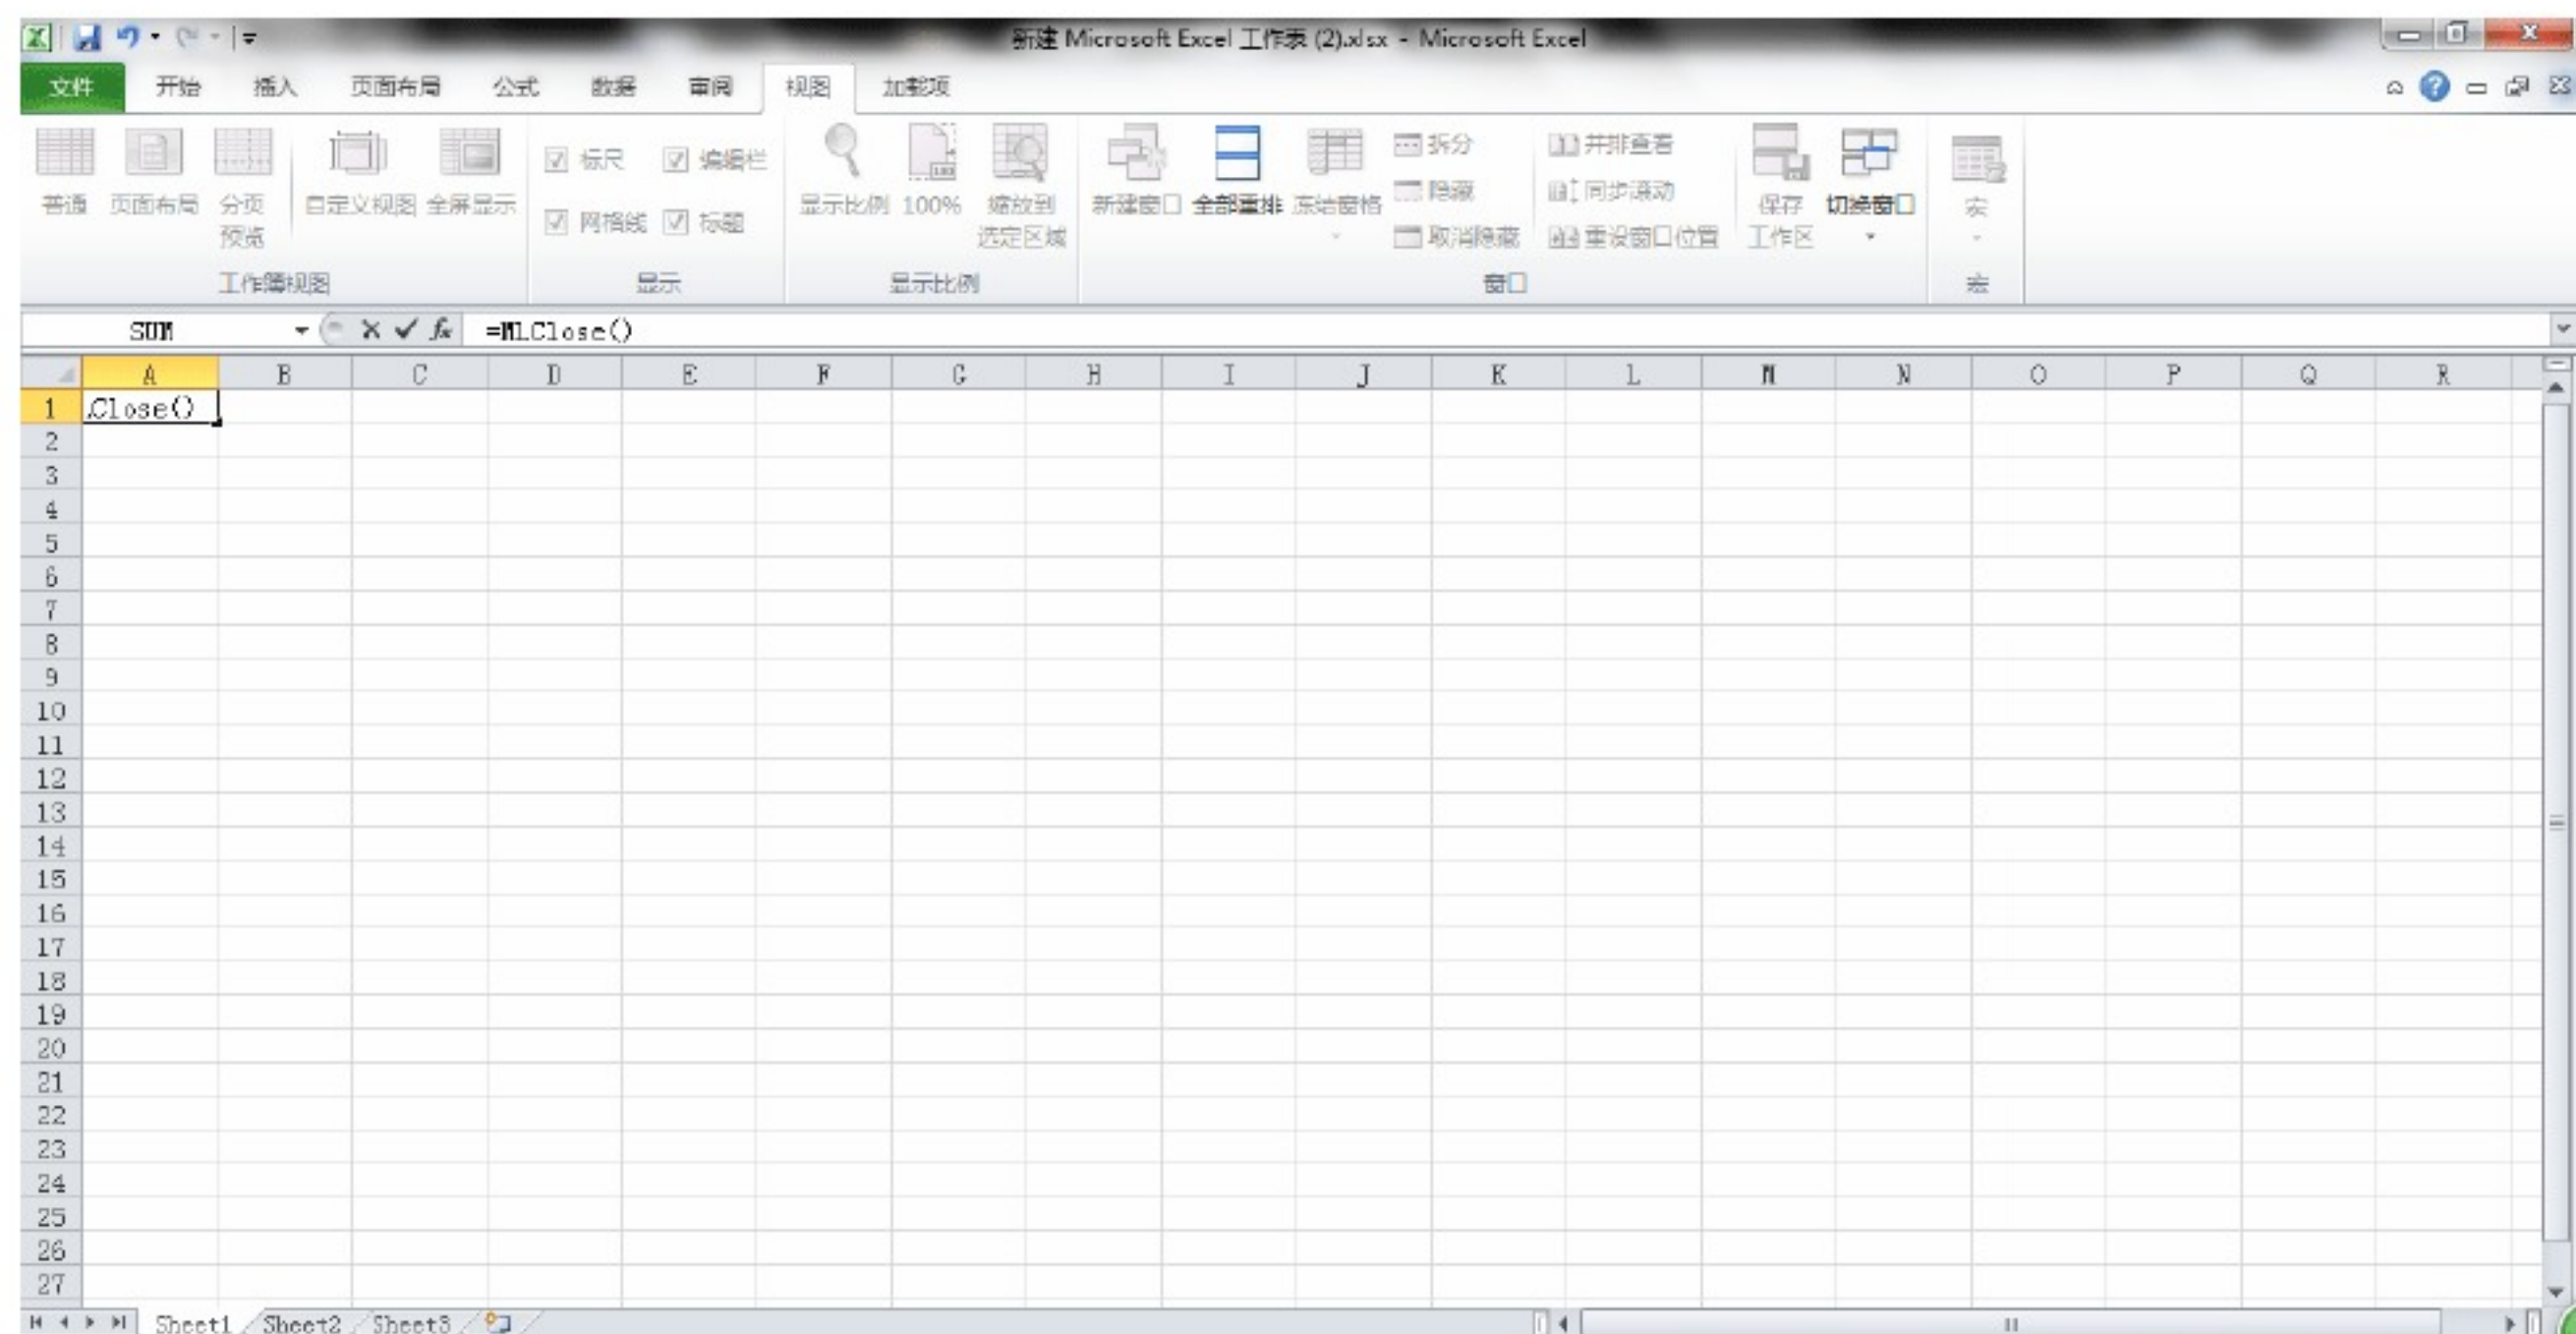 新建 Microsoft Excel 工作表 (2).xlsx - Microsoft Excel
文件 开始 插入 页面布局 公式 数据 审阅 视图 加载项
普通 页面布局 分页预览 自定义视图 全屏显示
标尺 编辑栏
网格线 标题
显示比例 100% 缩放到选定区域
新建窗口 全部重排 冻结窗格
拆分
隐藏
取消隐藏
并排查看
同步滚动
重设窗口位置
保存工作区 切换窗口
宏
工作簿视图 显示 显示比例 窗口 宏
SUM fx =MLClose()
A B C D E F G H I J K L M N O P Q R
1 .Close()
2
3
4
5
6
7
8
9
10
11
12
13
14
15
16
17
18
19
20
21
22
23
24
25
26
27
Sheet1 Sheet2 Sheet3